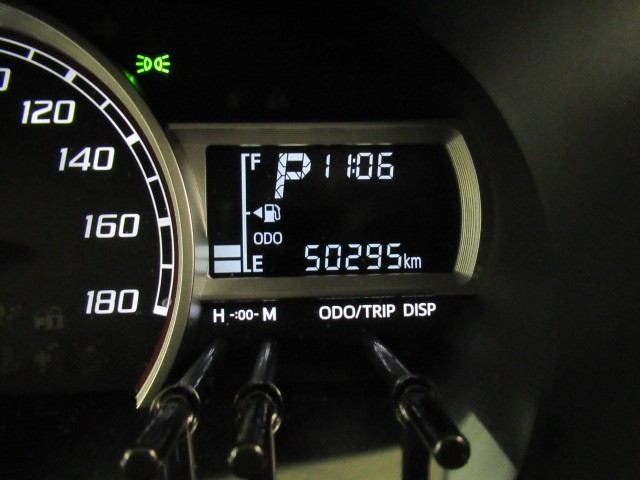 120
140
160
180
F
P 11:06
ODO
E 50295km
H -:00- M ODO/TRIP DISP